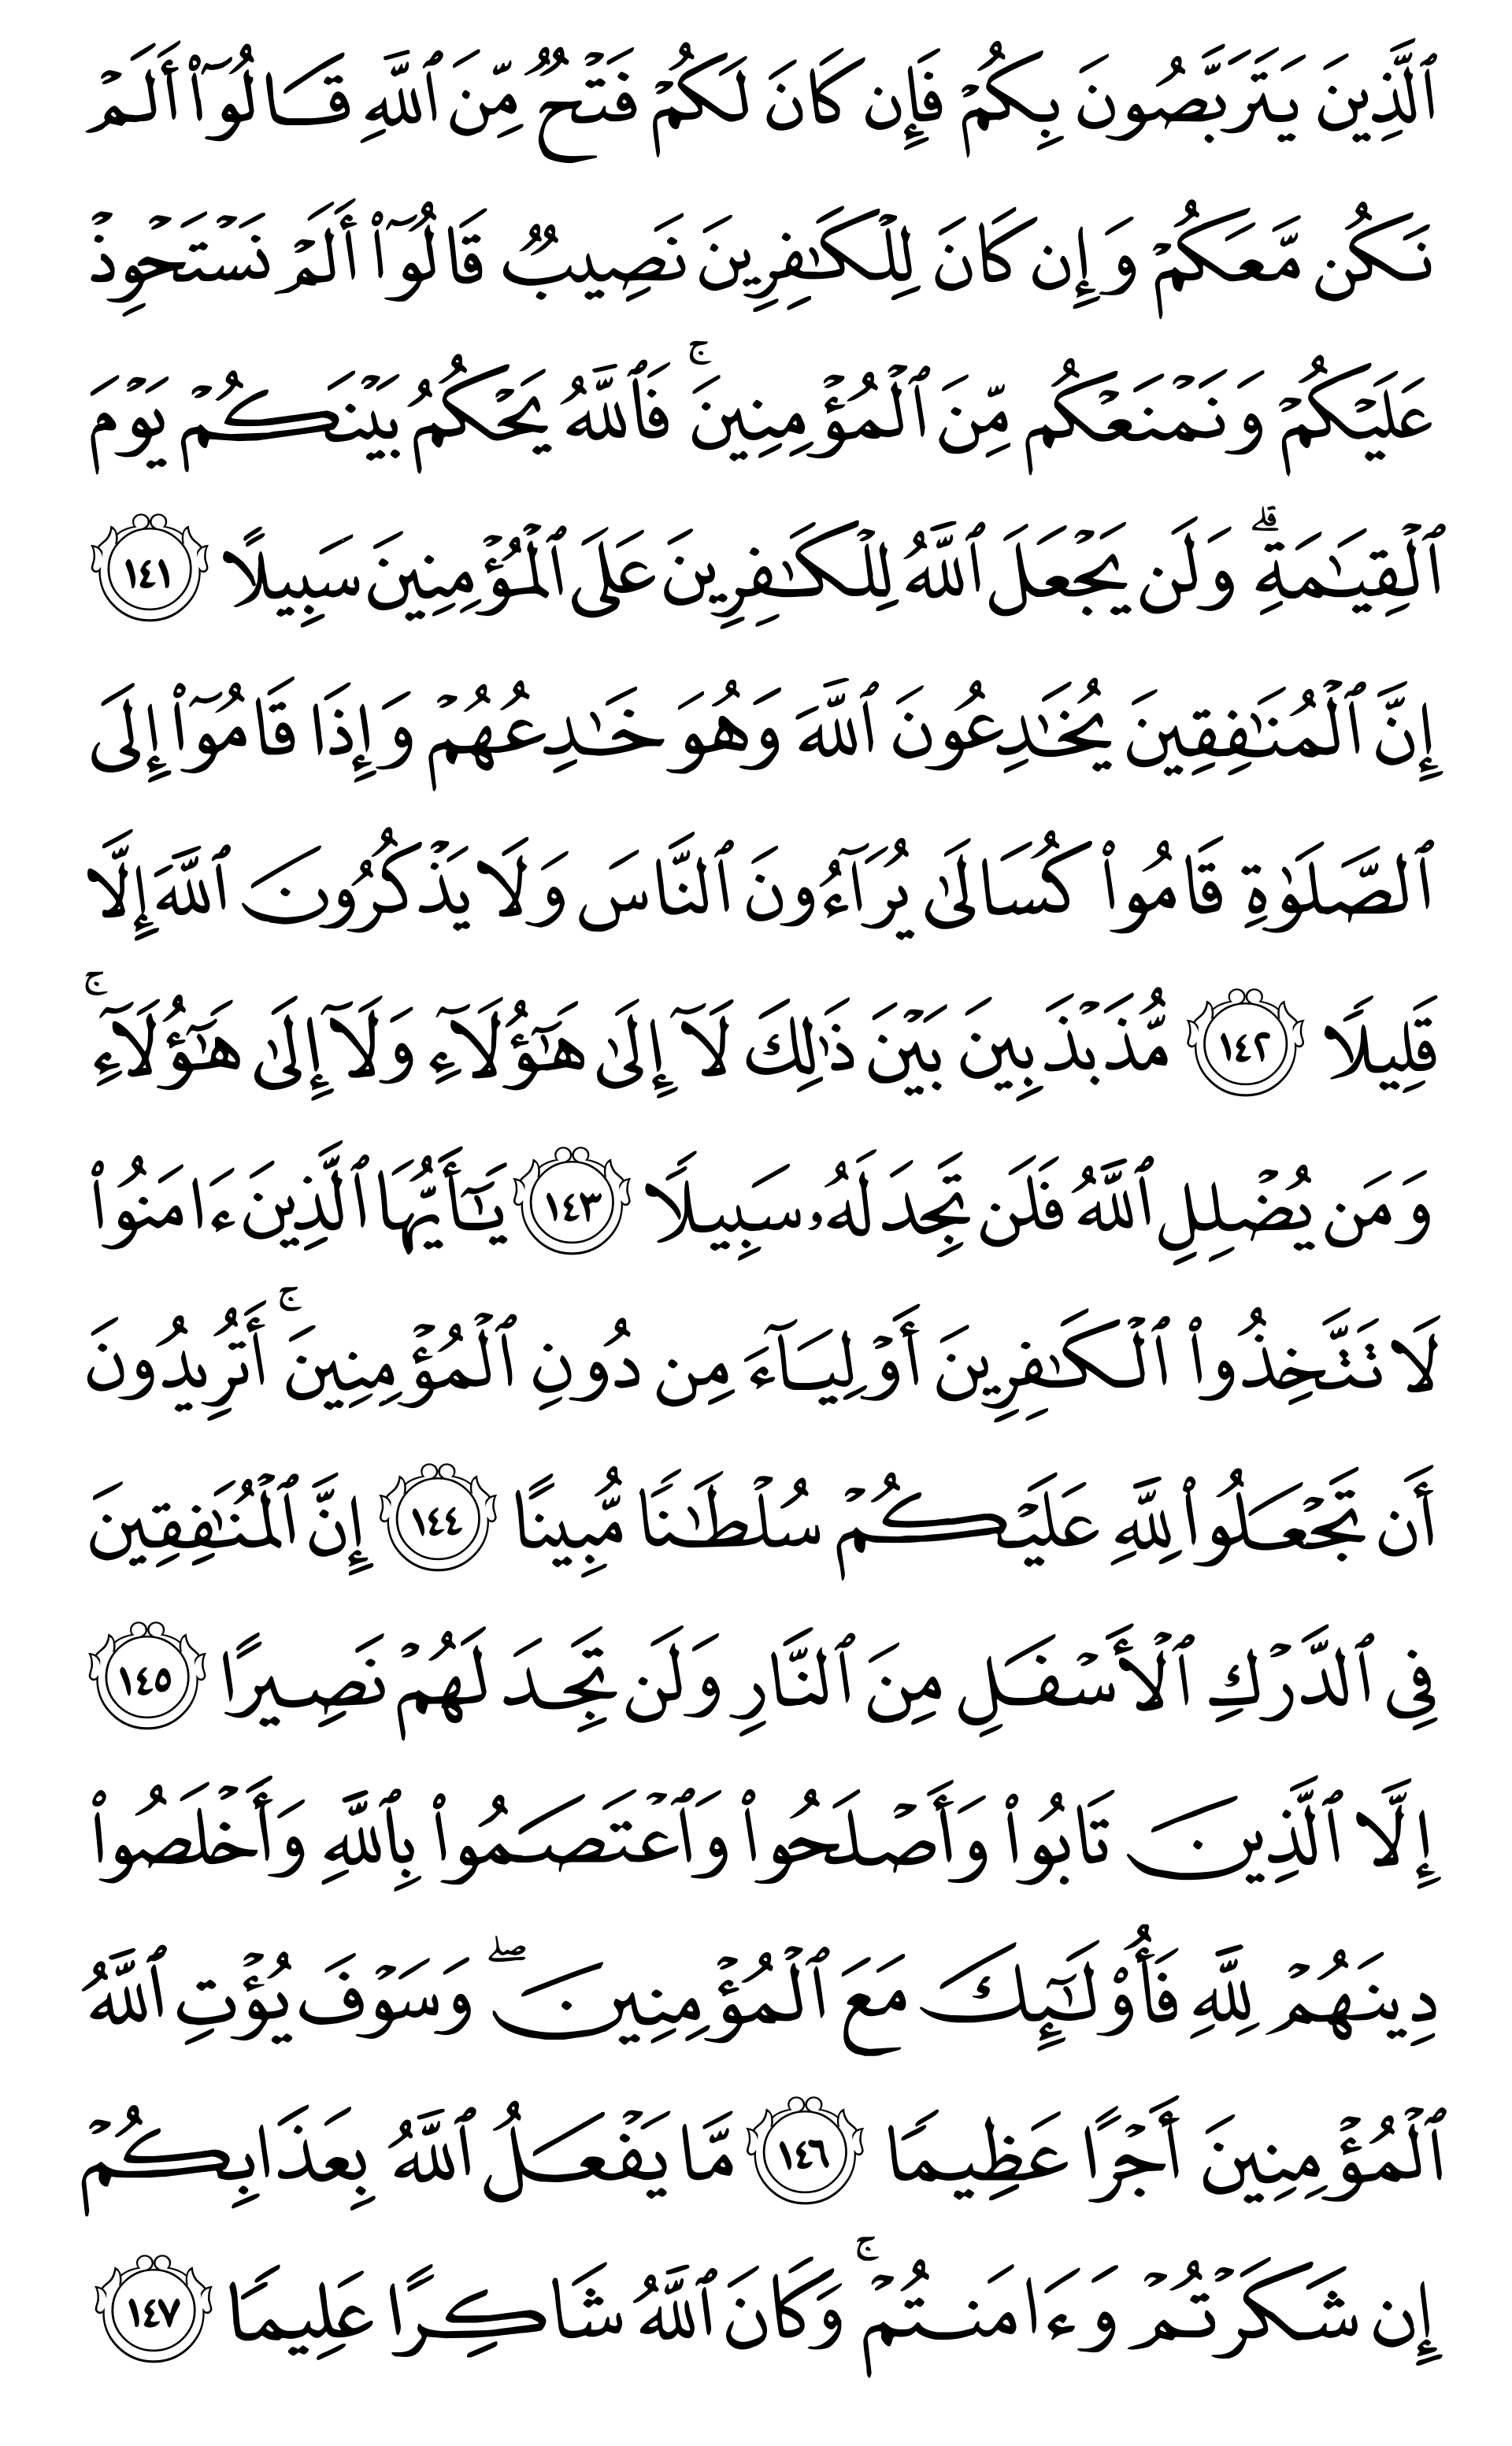 ٱلَّذِينَ يَتَرَبَّصُونَ بِكُمۡ فَإِن كَانَ لَكُمۡ فَتۡحٞ مِّنَ ٱللَّهِ قَالُوٓاْ أَلَمۡ
نَكُن مَّعَكُمۡ وَإِن كَانَ لِلۡكَٰفِرِينَ نَصِيبٞ قَالُوٓاْ أَلَمۡ نَسۡتَحۡوِذۡ
عَلَيۡكُمۡ وَنَمۡنَعۡكُم مِّنَ ٱلۡمُؤۡمِنِينَۚ فَٱللَّهُ يَحۡكُمُ بَيۡنَكُمۡ يَوۡمَ
ٱلۡقِيَٰمَةِۗ وَلَن يَجۡعَلَ ٱللَّهُ لِلۡكَٰفِرِينَ عَلَى ٱلۡمُؤۡمِنِينَ سَبِيلًا ١٤١
إِنَّ ٱلۡمُنَٰفِقِينَ يُخَٰدِعُونَ ٱللَّهَ وَهُوَ خَٰدِعُهُمۡ وَإِذَا قَامُوٓاْ إِلَى
ٱلصَّلَوٰةِ قَامُواْ كُسَالَىٰ يُرَآءُونَ ٱلنَّاسَ وَلَا يَذۡكُرُونَ ٱللَّهَ إِلَّا
قَلِيلٗا ١٤٢ مُّذَبۡذَبِينَ بَيۡنَ ذَٰلِكَ لَآ إِلَىٰ هَٰٓؤُلَآءِ وَلَآ إِلَىٰ هَٰٓؤُلَآءِۚ
وَمَن يُضۡلِلِ ٱللَّهُ فَلَن تَجِدَ لَهُۥ سَبِيلٗا ١٤٣ يَٰٓأَيُّهَا ٱلَّذِينَ ءَامَنُواْ
لَا تَتَّخِذُواْ ٱلۡكَٰفِرِينَ أَوۡلِيَآءَ مِن دُونِ ٱلۡمُؤۡمِنِينَۚ أَتُرِيدُونَ
أَن تَجۡعَلُواْ لِلَّهِ عَلَيۡكُمۡ سُلۡطَٰنٗا مُّبِينًا ١٤٤ إِنَّ ٱلۡمُنَٰفِقِينَ
فِي ٱلدَّرۡكِ ٱلۡأَسۡفَلِ مِنَ ٱلنَّارِ وَلَن تَجِدَ لَهُمۡ نَصِيرًا ١٤٥
إِلَّا ٱلَّذِينَ تَابُواْ وَأَصۡلَحُواْ وَٱعۡتَصَمُواْ بِٱللَّهِ وَأَخۡلَصُواْ
دِينَهُمۡ لِلَّهِ فَأُوْلَٰٓئِكَ مَعَ ٱلۡمُؤۡمِنِينَۖ وَسَوۡفَ يُؤۡتِ ٱللَّهُ
ٱلۡمُؤۡمِنِينَ أَجۡرًا عَظِيمٗا ١٤٦ مَّا يَفۡعَلُ ٱللَّهُ بِعَذَابِكُمۡ
إِن شَكَرۡتُمۡ وَءَامَنتُمۡۚ وَكَانَ ٱللَّهُ شَاكِرًا عَلِيمٗا ١٤٧